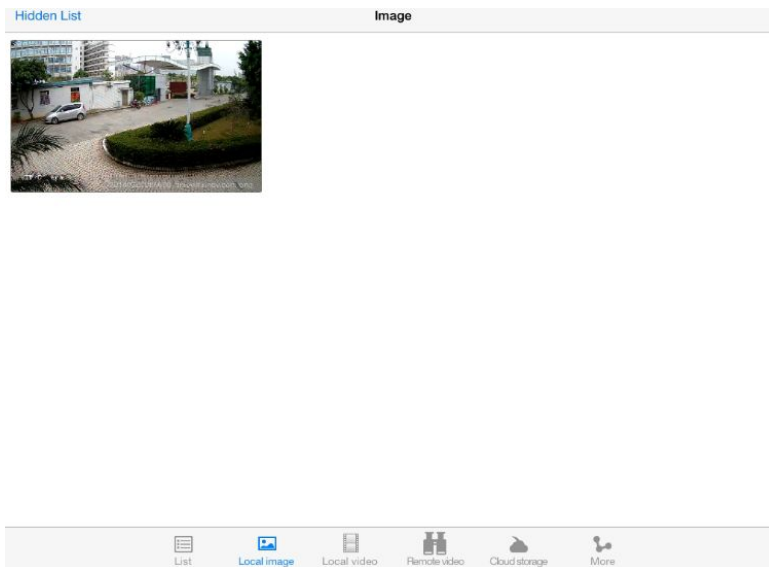 Hidden List
Image
List
Local image
Local video
Remote video
Cloud storage
More